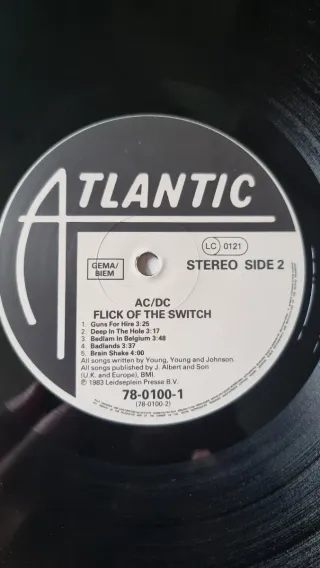 ATLANTIC
LC 0121
GEMA/
BIEM
STEREO SIDE 2
AC/DC
FLICK OF THE SWITCH
1. Guns For Hire 3:25
2. Deep In The Hole 3:17
3. Bedlam In Belgium 3:48
4. Badlands 3:37
5. Brain Shake 4:00
All songs written by Young, Young and Johnson.
All songs published by J. Albert and Son
(U.K. and Europe), BMI.
℗ 1983 Leidseplein Presse B.V.
78-0100-1
(78-0100-2)